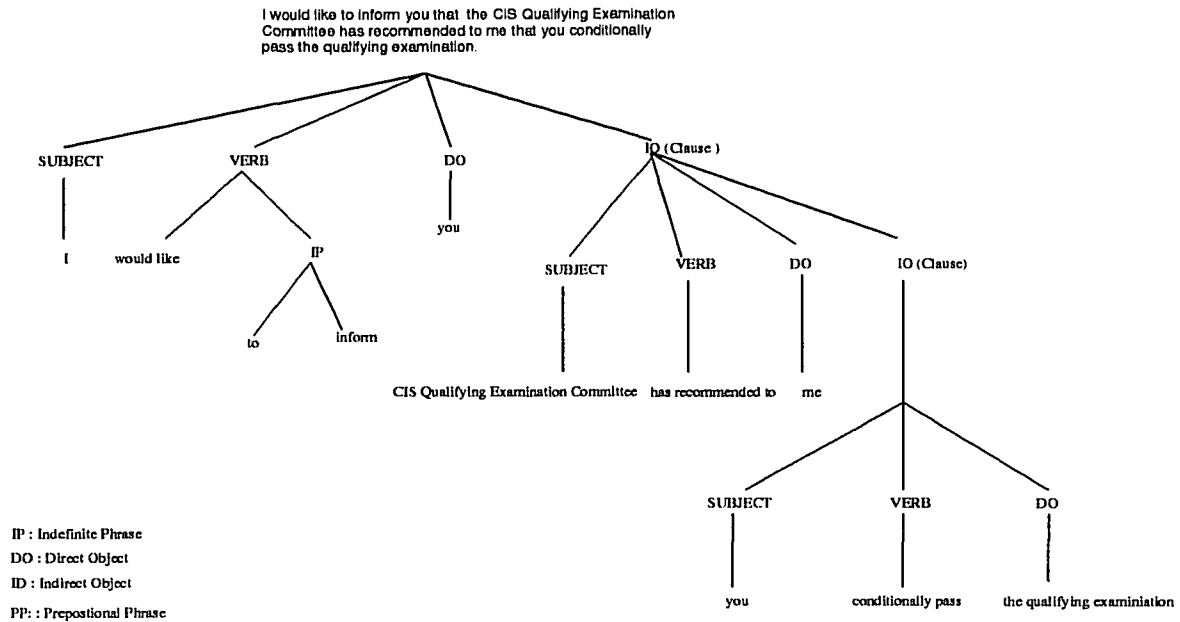 I would like to inform you that the CIS Qualifying Examination
Committee has recommended to me that you conditionally
pass the qualifying examination.
SUBJECT VERB DO IO (Clause )
I would like IP you
to inform
SUBJECT VERB DO IO (Clause)
CIS Qualifying Examination Committee has recommended to me
SUBJECT VERB DO
you conditionally pass the qualifying examiniation
IP : Indefinite Phrase
DO : Direct Object
ID : Indirect Object
PP: : Prepostional Phrase